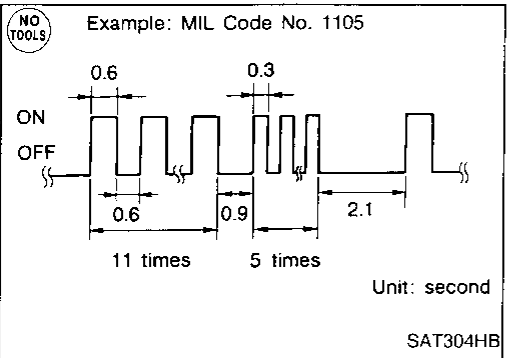 NO
TOOLS
Example: MIL Code No. 1105
0.6
0.3
ON
OFF
0.6
0.9
2.1
11 times
5 times
Unit: second
SAT304HB